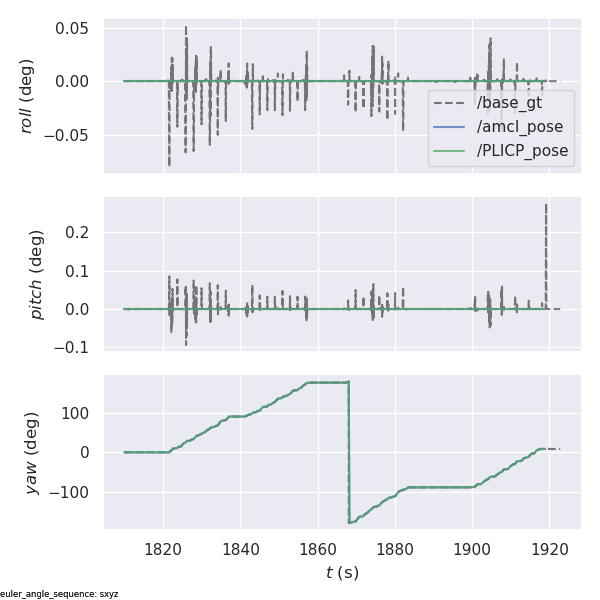 0.05
0.00
−0.05
roll (deg)
/base_gt
/amcl_pose
/PLICP_pose
0.2
0.1
0.0
−0.1
pitch (deg)
100
0
−100
yaw (deg)
1820 1840 1860 1880 1900 1920
t (s)
euler_angle_sequence: sxyz